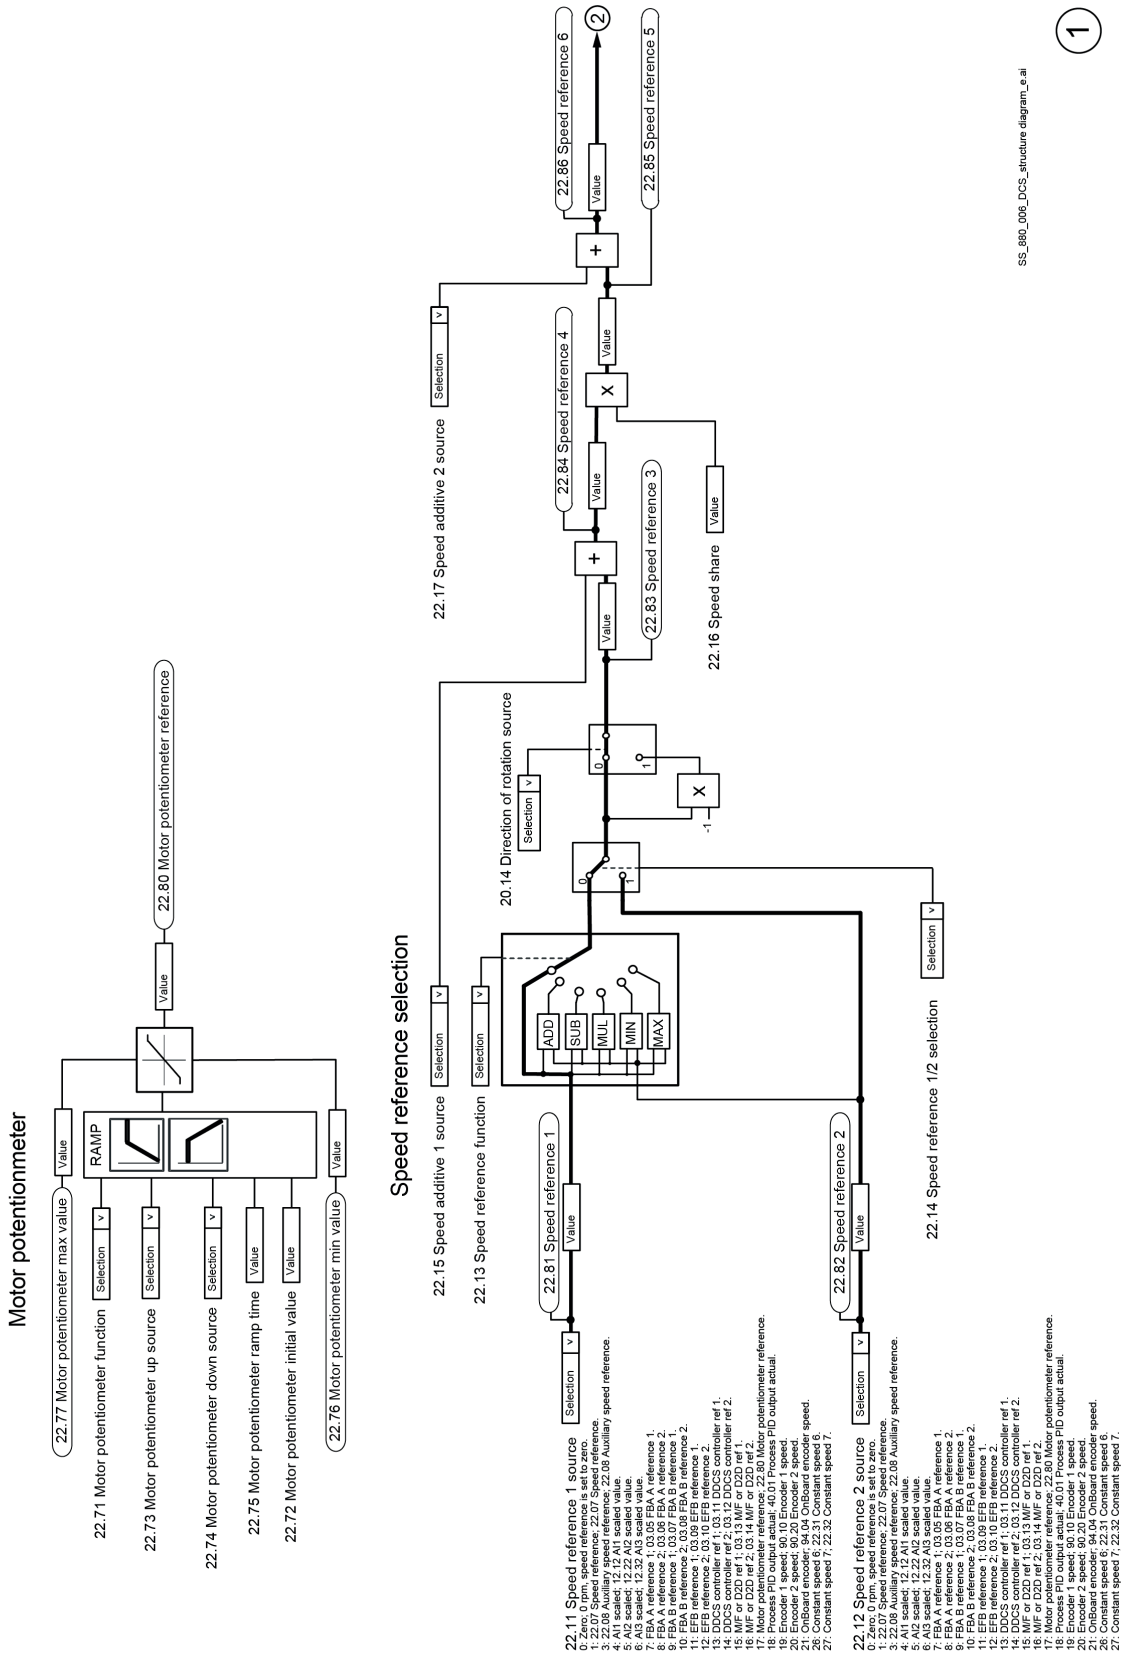 Motor potentionmeter
22.77 Motor potentiometer max value
Value
22.71 Motor potentiometer function
Selection
v
22.73 Motor potentiometer up source
Selection
v
22.74 Motor potentiometer down source
Selection
v
22.75 Motor potentiometer ramp time
Value
22.72 Motor potentiometer initial value
Value
22.76 Motor potentiometer min value
Value
RAMP
Value
22.80 Motor potentiometer reference
Speed reference selection
22.15 Speed additive 1 source
Selection
v
22.13 Speed reference function
Selection
v
22.81 Speed reference 1
Value
ADD
SUB
MUL
MIN
MAX
22.11 Speed reference 1 source
Selection
v
0: Zero; 0 rpm, speed reference is set to zero.
1: 22.07 Speed reference; 22.07 Speed reference.
3: 22.08 Auxiliary speed reference; 22.08 Auxiliary speed reference.
4: AI1 scaled; 12.12 AI1 scaled value.
5: AI2 scaled; 12.22 AI2 scaled value.
6: AI3 scaled; 12.32 AI3 scaled value.
7: FBA A reference 1; 03.05 FBA A reference 1.
8: FBA A reference 2; 03.06 FBA A reference 2.
9: FBA B reference 1; 03.07 FBA B reference 1.
10: FBA B reference 2; 03.08 FBA B reference 2.
11: EFB reference 1; 03.09 EFB reference 1.
12: EFB reference 2; 03.10 EFB reference 2.
13: DDCS controller ref 1; 03.11 DDCS controller ref 1.
14: DDCS controller ref 2; 03.12 DDCS controller ref 2.
15: M/F or D2D ref 1; 03.13 M/F or D2D ref 1.
16: M/F or D2D ref 2; 03.14 M/F or D2D ref 2.
17: Motor potentiometer reference; 22.80 Motor potentiometer reference.
18: Process PID output actual; 40.01 Process PID output actual.
19: Encoder 1 speed; 90.10 Encoder 1 speed.
20: Encoder 2 speed; 90.20 Encoder 2 speed.
21: OnBoard encoder; 94.04 OnBoard encoder speed.
26: Constant speed 6; 22.31 Constant speed 6.
27: Constant speed 7; 22.32 Constant speed 7.
22.82 Speed reference 2
Value
22.12 Speed reference 2 source
Selection
v
0: Zero; 0 rpm, speed reference is set to zero.
1: 22.07 Speed reference; 22.07 Speed reference.
3: 22.08 Auxiliary speed reference; 22.08 Auxiliary speed reference.
4: AI1 scaled; 12.12 AI1 scaled value.
5: AI2 scaled; 12.22 AI2 scaled value.
6: AI3 scaled; 12.32 AI3 scaled value.
7: FBA A reference 1; 03.05 FBA A reference 1.
8: FBA A reference 2; 03.06 FBA A reference 2.
9: FBA B reference 1; 03.07 FBA B reference 1.
10: FBA B reference 2; 03.08 FBA B reference 2.
11: EFB reference 1; 03.09 EFB reference 1.
12: EFB reference 2; 03.10 EFB reference 2.
13: DDCS controller ref 1; 03.11 DDCS controller ref 1.
14: DDCS controller ref 2; 03.12 DDCS controller ref 2.
15: M/F or D2D ref 1; 03.13 M/F or D2D ref 1.
16: M/F or D2D ref 2; 03.14 M/F or D2D ref 2.
17: Motor potentiometer reference; 22.80 Motor potentiometer reference.
18: Process PID output actual; 40.01 Process PID output actual.
19: Encoder 1 speed; 90.10 Encoder 1 speed.
20: Encoder 2 speed; 90.20 Encoder 2 speed.
21: OnBoard encoder; 94.04 OnBoard encoder speed.
26: Constant speed 6; 22.31 Constant speed 6.
27: Constant speed 7; 22.32 Constant speed 7.
22.14 Speed reference 1/2 selection
Selection
v
0
1
20.14 Direction of rotation source
Selection
v
0
1
-1
X
22.83 Speed reference 3
Value
+
22.84 Speed reference 4
Value
22.16 Speed share
Value
X
Value
22.17 Speed additive 2 source
Selection
v
+
22.85 Speed reference 5
22.86 Speed reference 6
Value
2
SS_880_006_DCS_structure diagram_e.ai
1